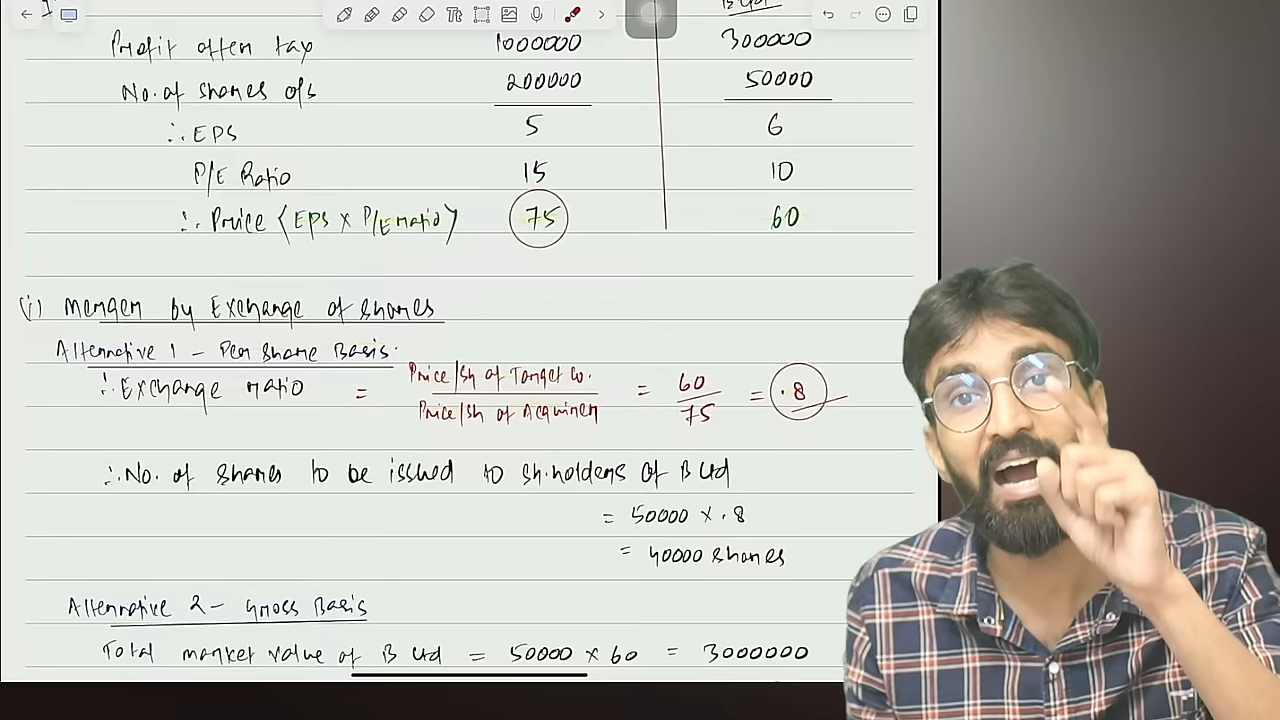 B Ltd
Profit after tax 1000000 300000
No. of shares o/s 200000 50000
∴ EPS 5 6
P/E Ratio 15 10
∴ Price (EPS x P/E ratio) 75 60
(i) Merger by Exchange of shares
Alternative 1 - Per share Basis.
∴ Exchange ratio = Price/sh of Target Co. / Price/sh of Acquirer = 60 / 75 = .8
∴ No. of shares to be issued to sh.holders of B Ltd
= 50000 x .8
= 40000 shares
Alternative 2 - Gross Basis
Total market value of B Ltd = 50000 x 60 = 3000000